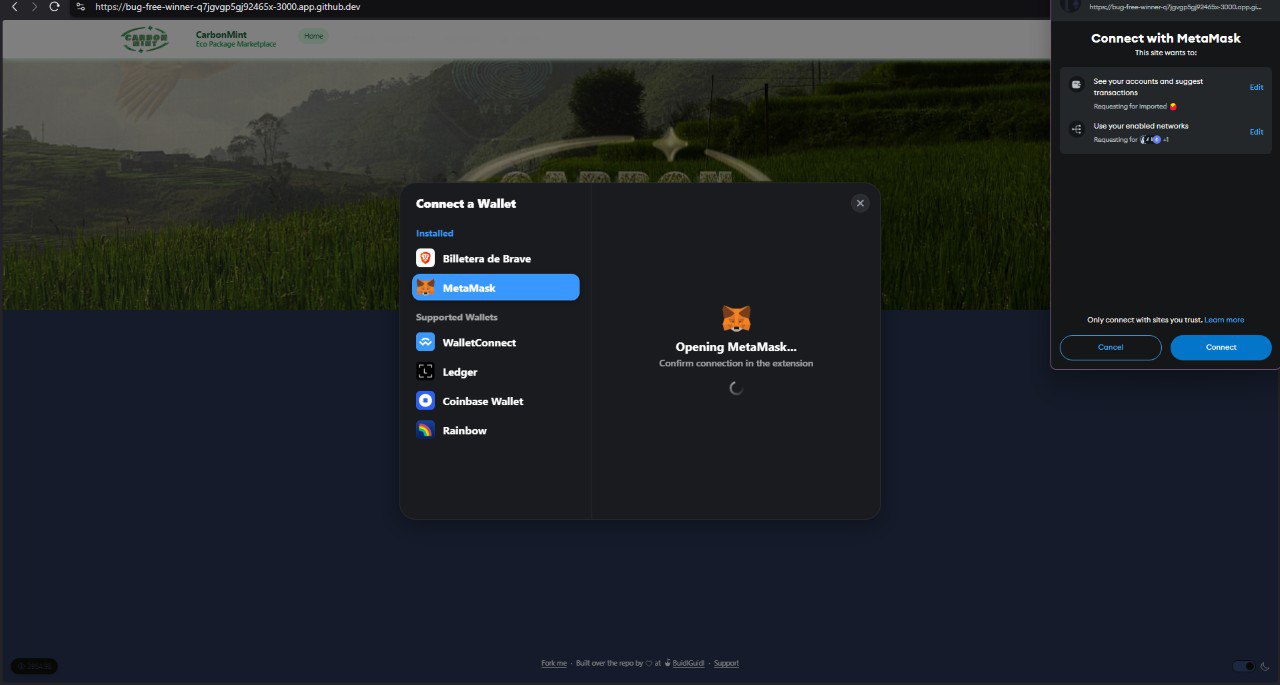 https://bug-free-winner-q7jgvgp5gj92465x-3000.app.github.dev
https://bug-free-winner-q7jgvgp5gj92465x-3000.app.gi...
CARBON
MINT
CarbonMint
Eco Package Marketplace
Home
CARBON
Connect a Wallet
Installed
Billetera de Brave
MetaMask
Supported Wallets
WalletConnect
Ledger
Coinbase Wallet
Rainbow
Opening MetaMask...
Confirm connection in the extension
Connect with MetaMask
This site wants to:
See your accounts and suggest
transactions
Edit
Requesting for Imported
Use your enabled networks
Edit
Requesting for +1
Only connect with sites you trust. Learn more
Cancel
Connect
Fork me · Built over the repo by ♡ at BuidlGuidl · Support